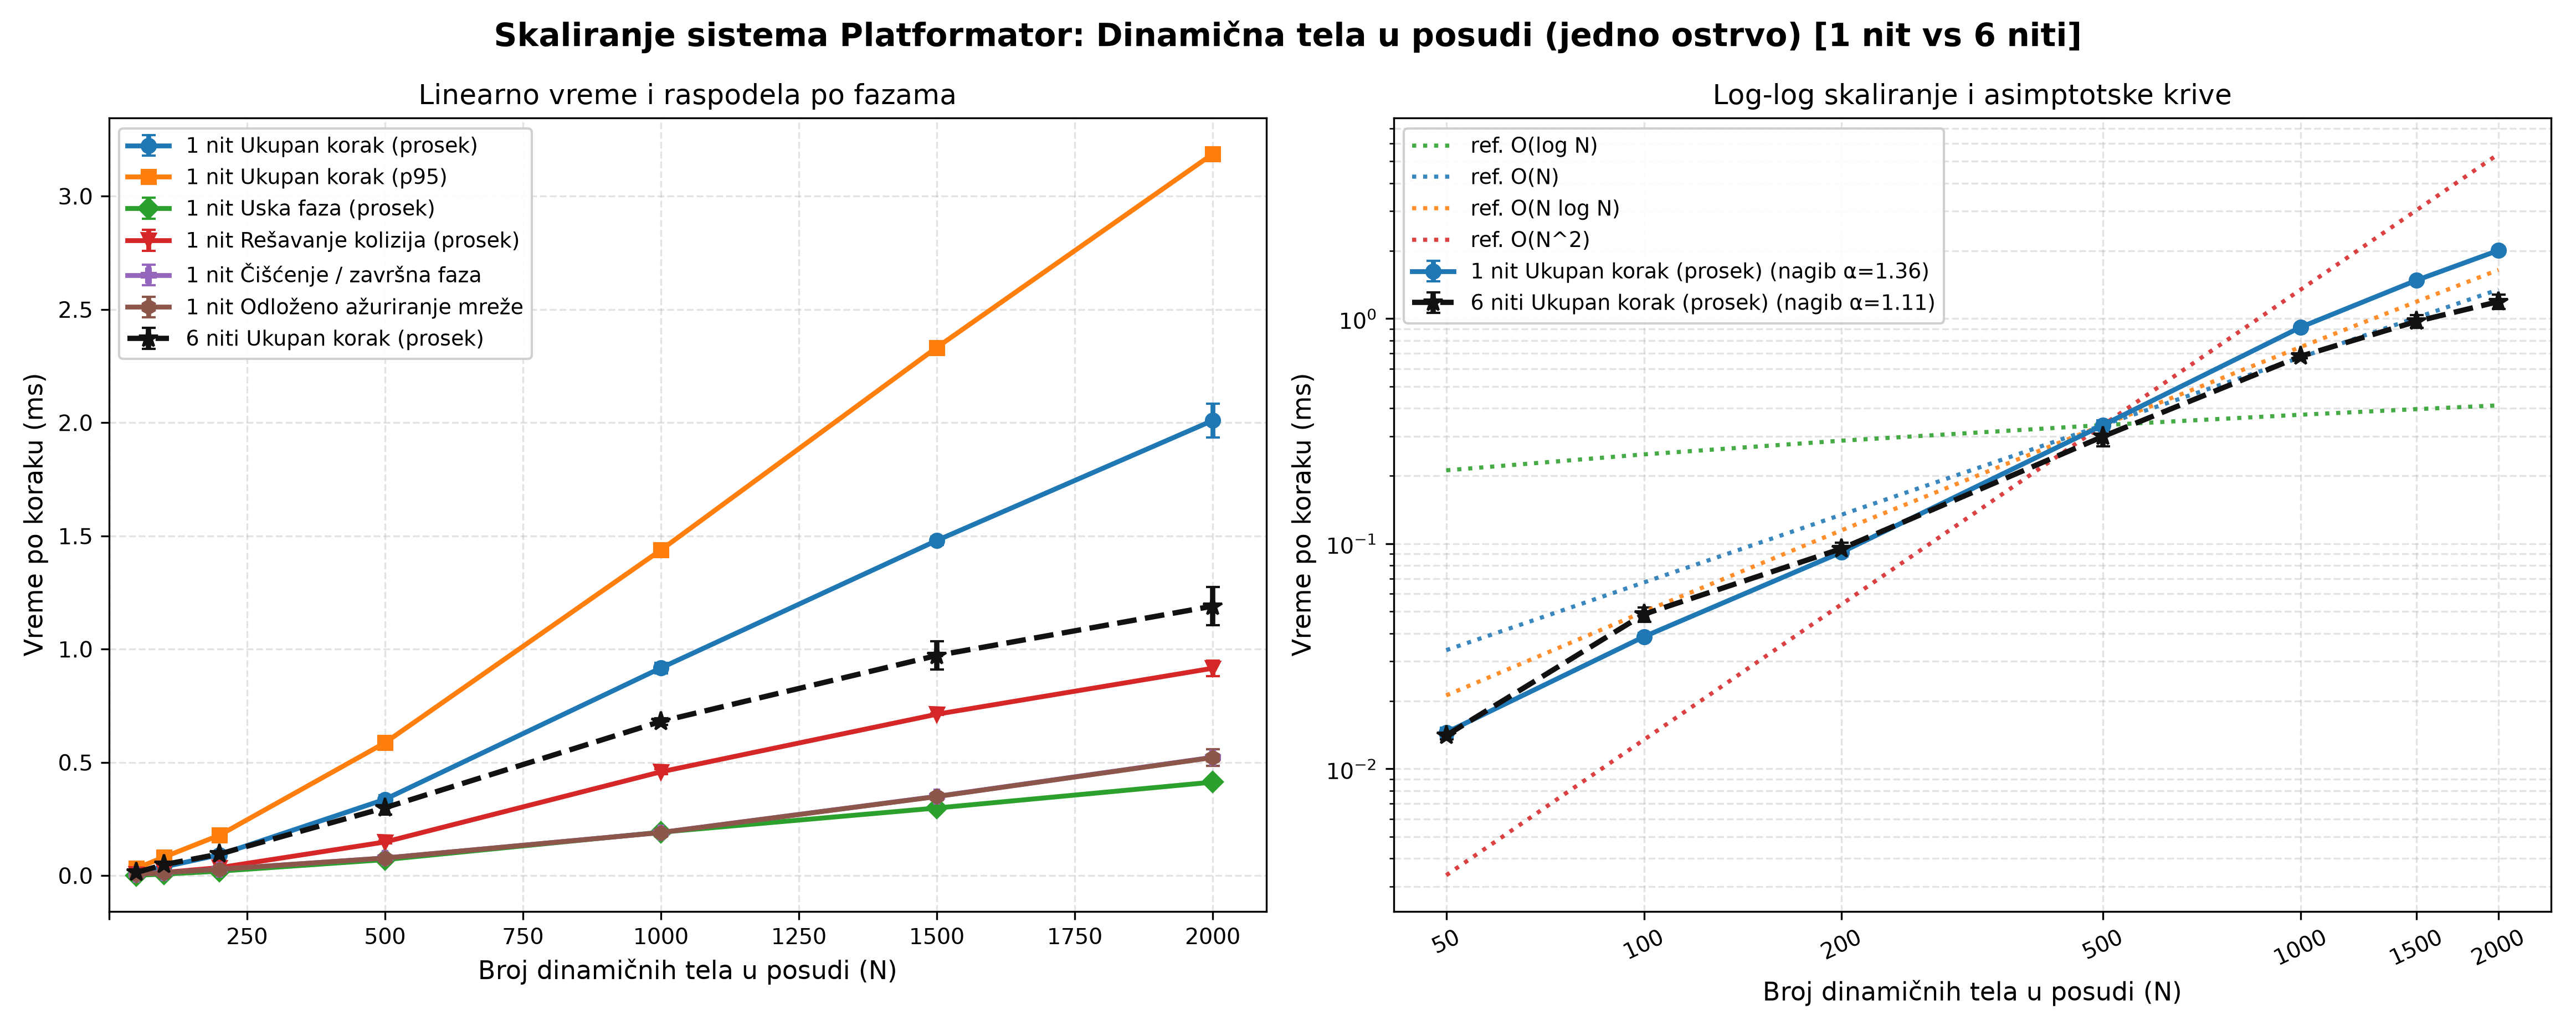 Skaliranje sistema Platformator: Dinamična tela u posudi (jedno ostrvo) [1 nit vs 6 niti]
Linearno vreme i raspodela po fazama
1 nit Ukupan korak (prosek)
1 nit Ukupan korak (p95)
1 nit Uska faza (prosek)
1 nit Rešavanje kolizija (prosek)
1 nit Čišćenje / završna faza
1 nit Odloženo ažuriranje mreže
6 niti Ukupan korak (prosek)
Vreme po koraku (ms)
3.0
2.5
2.0
1.5
1.0
0.5
0.0
250 500 750 1000 1250 1500 1750 2000
Broj dinamičnih tela u posudi (N)
Log-log skaliranje i asimptotske krive
ref. O(log N)
ref. O(N)
ref. O(N log N)
ref. O(N^2)
1 nit Ukupan korak (prosek) (nagib α=1.36)
6 niti Ukupan korak (prosek) (nagib α=1.11)
Vreme po koraku (ms)
10⁰
10⁻¹
10⁻²
50 100 200 500 1000 1500 2000
Broj dinamičnih tela u posudi (N)